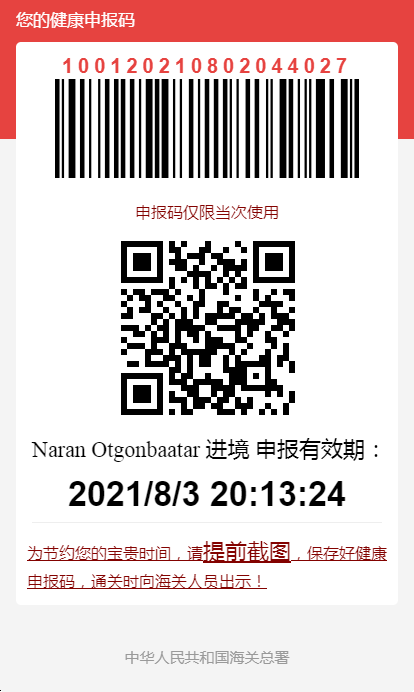 您的健康申报码
100120210802044027
申报码仅限当次使用
Naran Otgonbaatar 进境 申报有效期：
2021/8/3 20:13:24
为节约您的宝贵时间，请提前截图，保存好健康
申报码，通关时向海关人员出示！
中华人民共和国海关总署